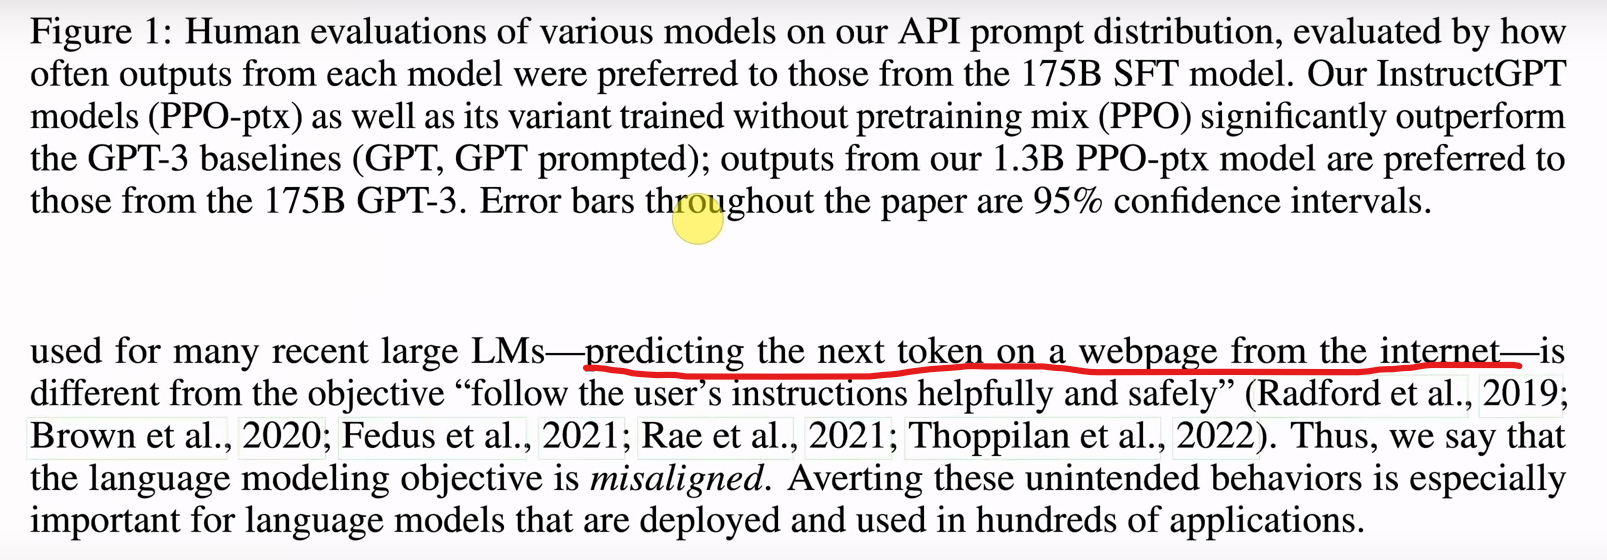 Figure 1: Human evaluations of various models on our API prompt distribution, evaluated by how
often outputs from each model were preferred to those from the 175B SFT model. Our InstructGPT
models (PPO-ptx) as well as its variant trained without pretraining mix (PPO) significantly outperform
the GPT-3 baselines (GPT, GPT prompted); outputs from our 1.3B PPO-ptx model are preferred to
those from the 175B GPT-3. Error bars throughout the paper are 95% confidence intervals.
used for many recent large LMs—predicting the next token on a webpage from the internet—is
different from the objective “follow the user’s instructions helpfully and safely” (Radford et al., 2019;
Brown et al., 2020; Fedus et al., 2021; Rae et al., 2021; Thoppilan et al., 2022). Thus, we say that
the language modeling objective is misaligned. Averting these unintended behaviors is especially
important for language models that are deployed and used in hundreds of applications.